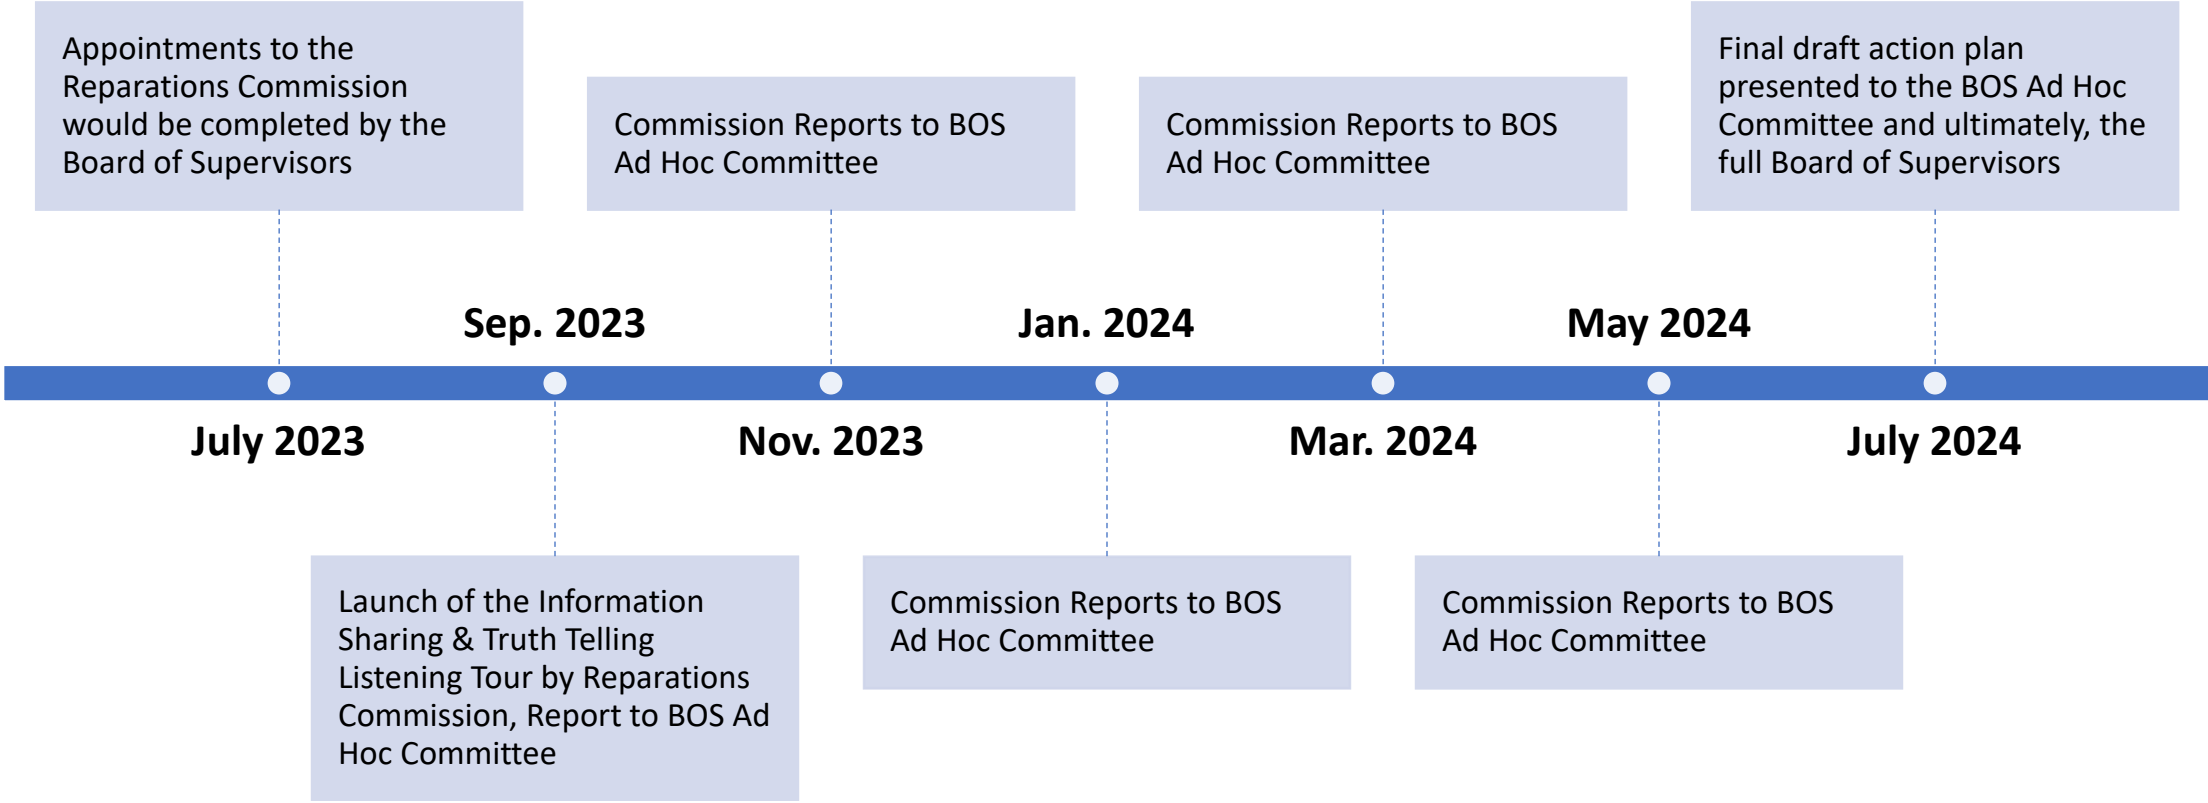 Appointments to the
Reparations Commission
would be completed by the
Board of Supervisors
Commission Reports to BOS
Ad Hoc Committee
Commission Reports to BOS
Ad Hoc Committee
Final draft action plan
presented to the BOS Ad Hoc
Committee and ultimately, the
full Board of Supervisors
Sep. 2023
Jan. 2024
May 2024
July 2023
Nov. 2023
Mar. 2024
July 2024
Launch of the Information
Sharing & Truth Telling
Listening Tour by Reparations
Commission, Report to BOS Ad
Hoc Committee
Commission Reports to BOS
Ad Hoc Committee
Commission Reports to BOS
Ad Hoc Committee